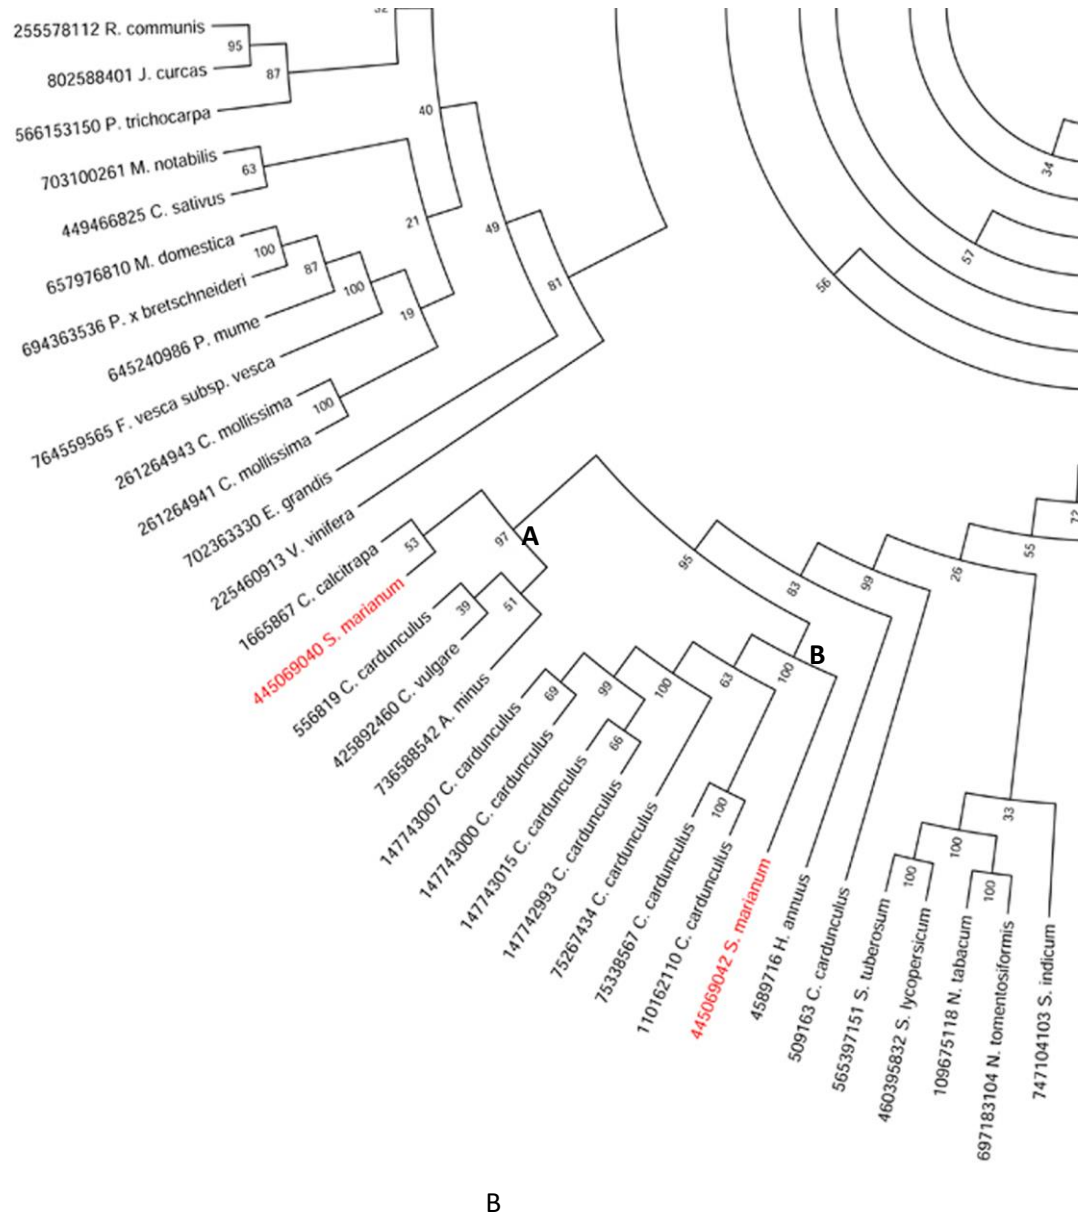 32
255578112 R. communis
95
802588401 J. curcas
87
566153150 P. trichocarpa
40
703100261 M. notabilis
63
449466825 C. sativus
21
49
657976810 M. domestica
100
694363536 P. x bretschneideri
87
645240986 P. mume
100
764559565 F. vesca subsp. vesca
19
81
261264943 C. mollissima
100
261264941 C. mollissima
702363330 E. grandis
225460913 V. vinifera
34
57
56
1665867 C. calcitrapa
53
445069040 S. marianum
97
A
556819 C. cardunculus
39
425892460 C. vulgare
51
736588542 A. minus
95
147743007 C. cardunculus
69
147743000 C. cardunculus
99
147743015 C. cardunculus
66
147742993 C. cardunculus
100
75267434 C. cardunculus
63
75338567 C. cardunculus
100
110162110 C. cardunculus
100
B
445069042 S. marianum
83
4589716 H. annuus
99
509163 C. cardunculus
26
55
72
565397151 S. tuberosum
100
460395832 S. lycopersicum
100
109675118 N. tabacum
100
697183104 N. tomentosiformis
33
747104103 S. indicum
B